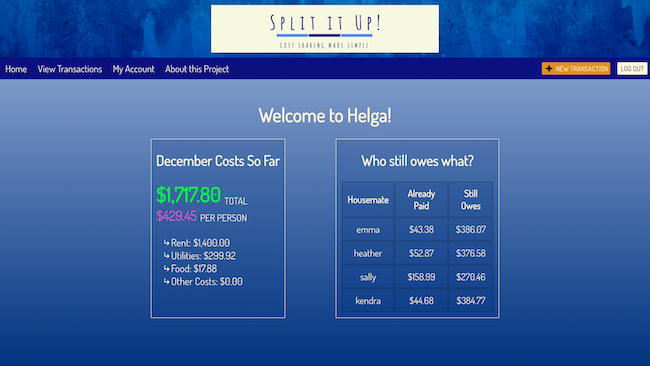 SPLIT IT UP!
COST SHARING MADE SIMPLE
Home View Transactions My Account About this Project + NEW TRANSACTION LOG OUT
Welcome to Helga!
December Costs So Far
$1,717.80 TOTAL
$429.45 PER PERSON
↳ Rent: $1,400.00
↳ Utilities: $299.92
↳ Food: $17.88
↳ Other Costs: $0.00
Who still owes what?
Housemate Already Paid Still Owes
emma $43.38 $386.07
heather $52.87 $376.58
sally $158.99 $270.46
kendra $44.68 $384.77